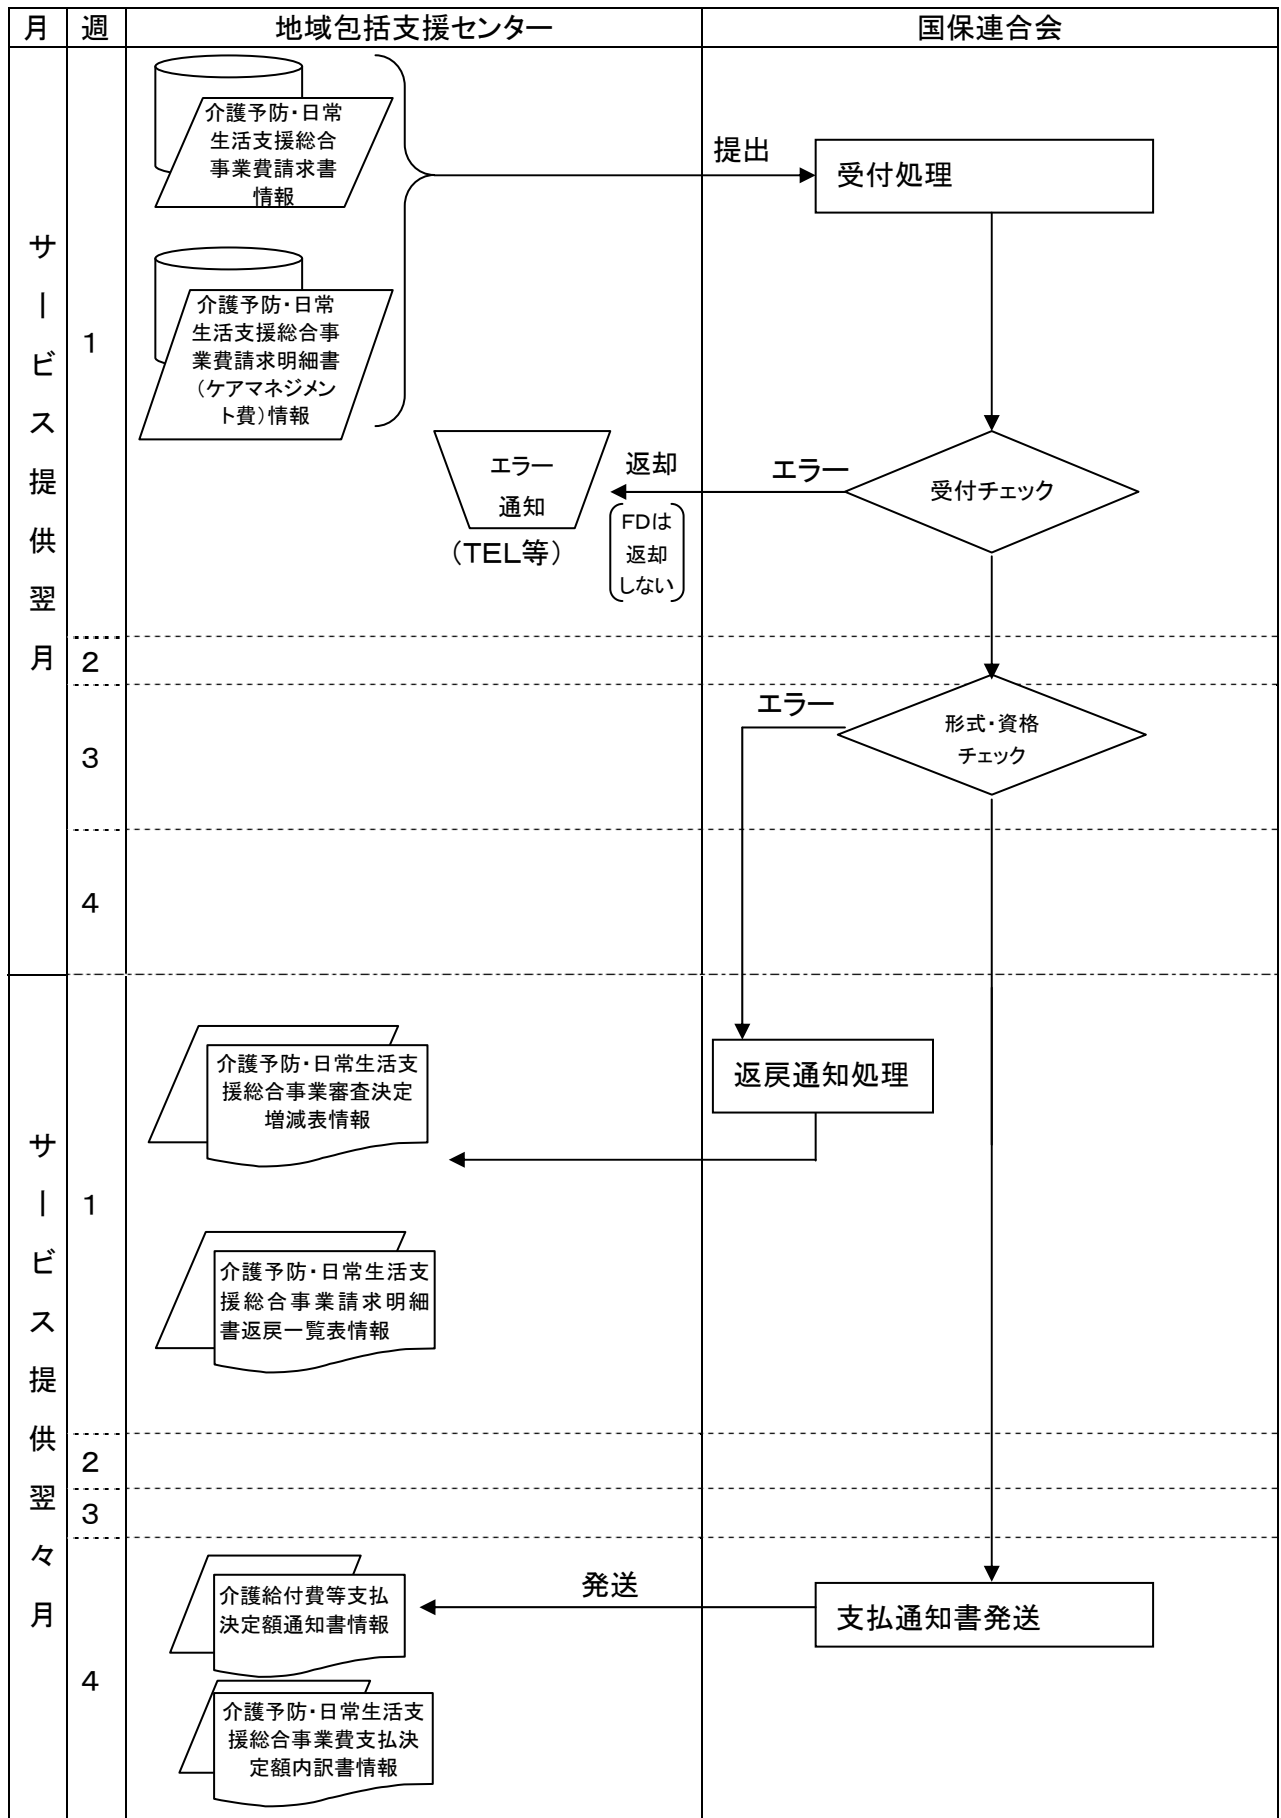 月 週 地域包括支援センター 国保連合会
サービス提供翌月
1
介護予防・日常
生活支援総合
事業費請求書
情報
提出
受付処理
介護予防・日常
生活支援総合事
業費請求明細書
（ケアマネジメン
ト費）情報
エラー
通知
（TEL等）
返却
FDは
返却
しない
エラー
受付チェック
2
3
エラー
形式・資格
チェック
4
サービス提供翌々月
1
介護予防・日常生活支
援総合事業審査決定
増減表情報
返戻通知処理
介護予防・日常生活支
援総合事業請求明細
書返戻一覧表情報
2
3
4
介護給付費等支払
決定額通知書情報
発送
支払通知書発送
介護予防・日常生活支
援総合事業費支払決
定額内訳書情報